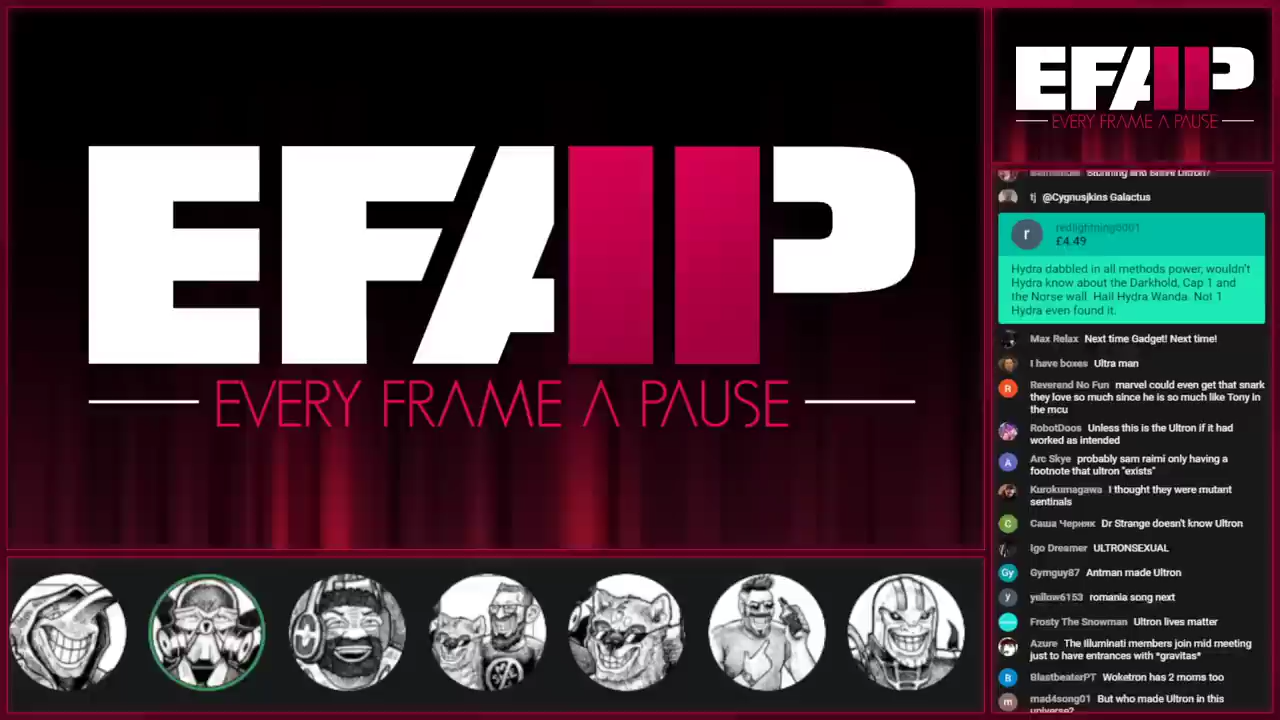 EFAP
EVERY FRAME A PAUSE
EFAP
EVERY FRAME A PAUSE
Stunning and Brave Ultron?
tj @Cygnusjkins Galactus
r
redlightning6001
£4.49
Hydra dabbled in all methods power, wouldn't
Hydra know about the Darkhold, Cap 1 and
the Norse wall. Hail Hydra Wanda. Not 1
Hydra even found it.
Max Relax Next time Gadget! Next time!
I have boxes Ultra man
R Reverend No Fun marvel could even get that snark
they love so much since he is so much like Tony in
the mcu
RobotDoos Unless this is the Ultron if it had
worked as intended
A Arc Skye probably sam raimi only having a
footnote that ultron "exists"
Kurokumagawa I thought they were mutant
sentinals
С Саша Черняк Dr Strange doesn't know Ultron
Igo Dreamer ULTRONSEXUAL
Gy Gymguy87 Antman made Ultron
y yellow6153 romania song next
Frosty The Snowman Ultron lives matter
Azure The illuminati members join mid meeting
just to have entrances with *gravitas*
B BlastbeaterPT Woketron has 2 moms too
m mad4song01 But who made Ultron in this
universe?